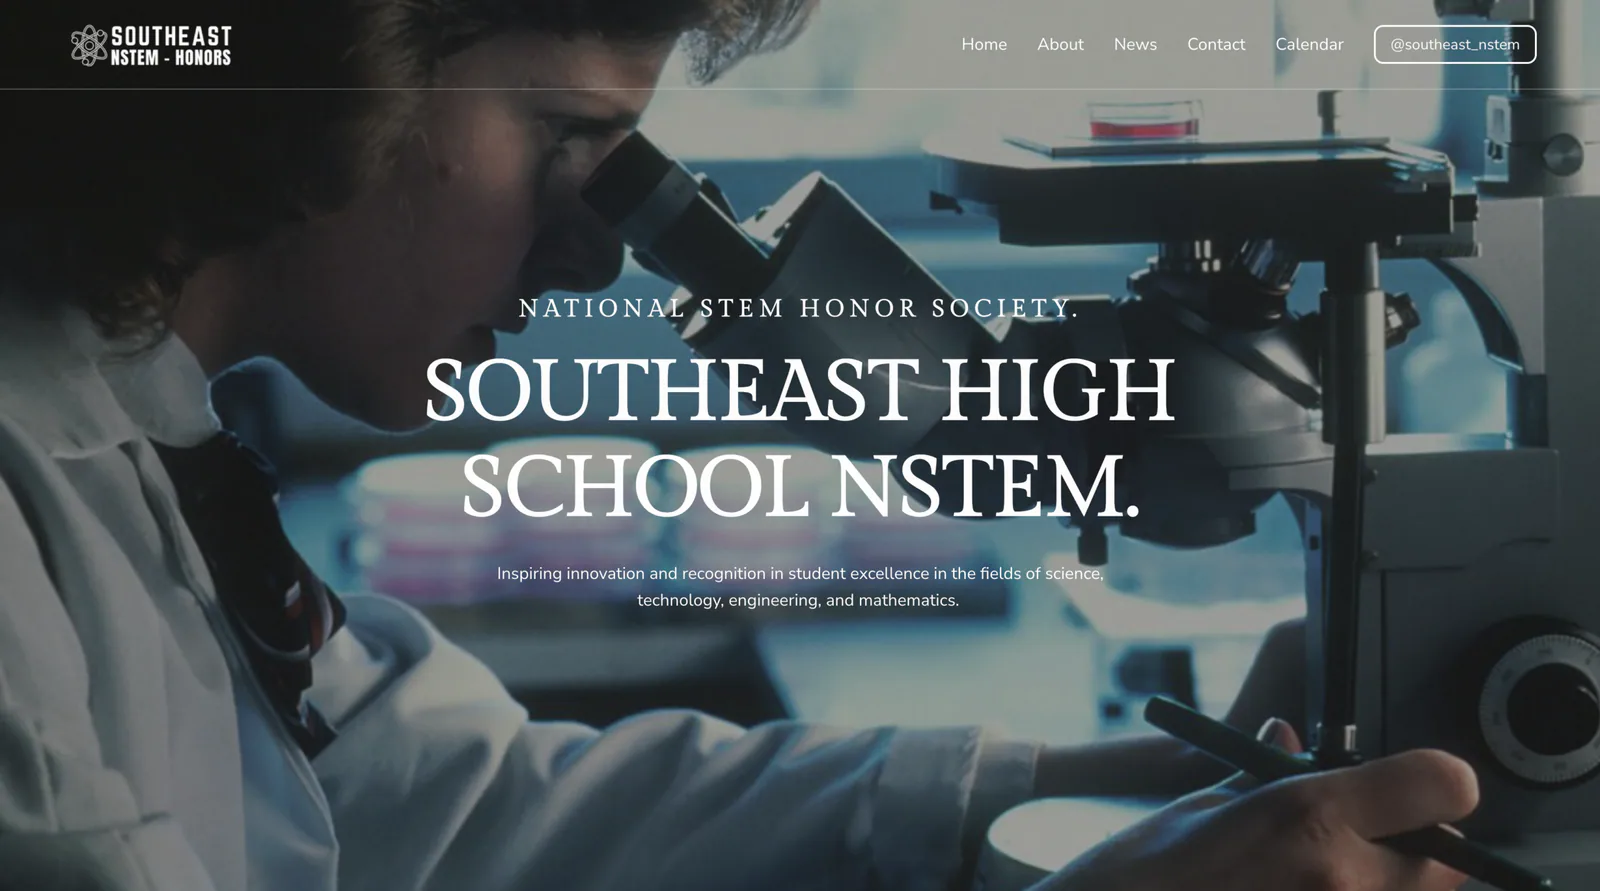 SOUTHEAST
NSTEM - HONORS
Home
About
News
Contact
Calendar
@southeast_nstem
NATIONAL STEM HONOR SOCIETY.
SOUTHEAST HIGH
SCHOOL NSTEM.
Inspiring innovation and recognition in student excellence in the fields of science,
technology, engineering, and mathematics.